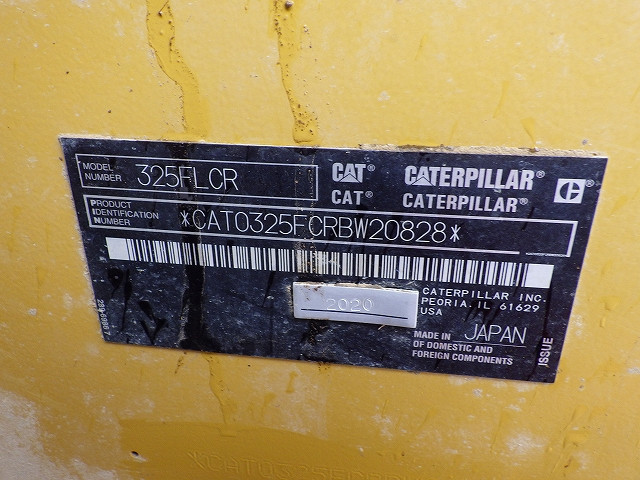 MODEL NUMBER 325FLCR
CAT® CATERPILLAR®
CAT® CATERPILLAR®
PRODUCT IDENTIFICATION NUMBER *CAT0325FCRBW20828*
2020
CATERPILLAR INC.
PEORIA, IL 61629
USA
MADE IN JAPAN
OF DOMESTIC AND
FOREIGN COMPONENTS
ISSUE